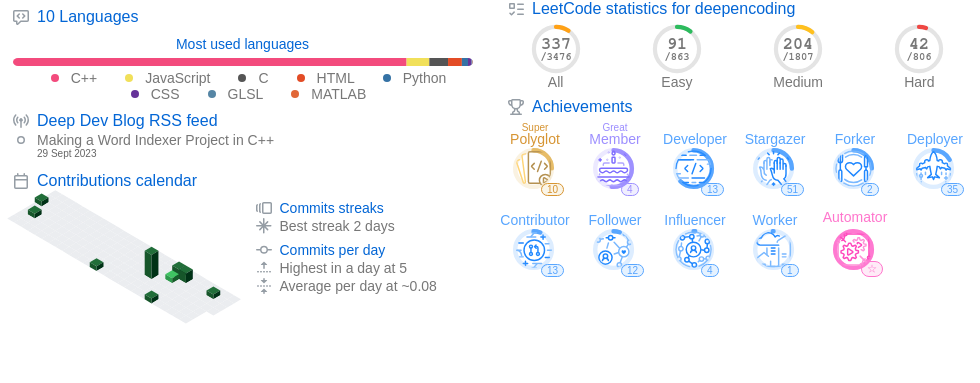 10 Languages
Most used languages
C++ JavaScript C HTML Python
CSS GLSL MATLAB
Deep Dev Blog RSS feed
Making a Word Indexer Project in C++
29 Sept 2023
Contributions calendar
Commits streaks
Best streak 2 days
Commits per day
Highest in a day at 5
Average per day at ~0.08
LeetCode statistics for deepencoding
337 91 204 42
/3476 /863 /1807 /806
All Easy Medium Hard
Achievements
Super Great
Polyglot Member Developer Stargazer Forker Deployer
10 4 13 51 2 35
Contributor Follower Influencer Worker Automator
13 12 4 1 ☆